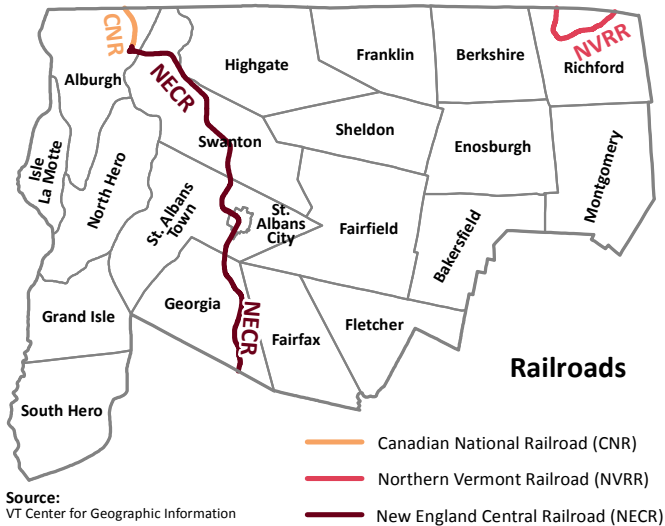 CNR
NVRR
Franklin
Berkshire
Highgate
Richford
Alburgh
NECR
Sheldon
Swanton
Enosburgh
Isle
La Motte
North Hero
Montgomery
St. Albans
Town
St.
Albans
City
Fairfield
Bakersfield
Georgia
Grand Isle
NECR
Fairfax
Fletcher
Railroads
South Hero
Canadian National Railroad (CNR)
Northern Vermont Railroad (NVRR)
New England Central Railroad (NECR)
Source:
VT Center for Geographic Information